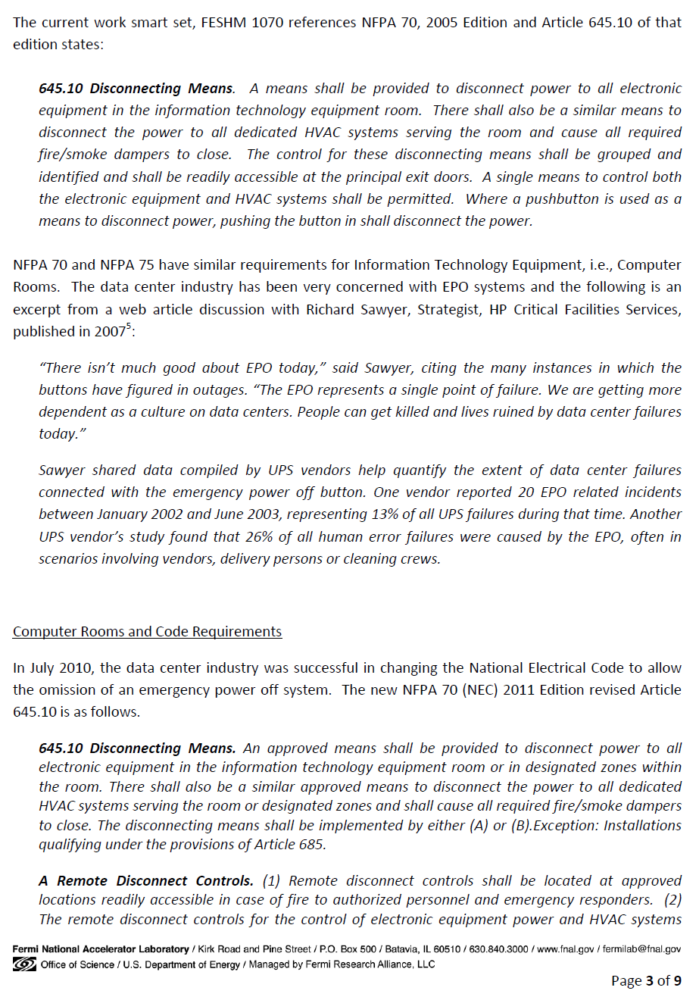 The current work smart set, FESHM 1070 references NFPA 70, 2005 Edition and Article 645.10 of that
edition states:
645.10 Disconnecting Means. A means shall be provided to disconnect power to all electronic
equipment in the information technology equipment room. There shall also be a similar means to
disconnect the power to all dedicated HVAC systems serving the room and cause all required
fire/smoke dampers to close. The control for these disconnecting means shall be grouped and
identified and shall be readily accessible at the principal exit doors. A single means to control both
the electronic equipment and HVAC systems shall be permitted. Where a pushbutton is used as a
means to disconnect power, pushing the button in shall disconnect the power.
NFPA 70 and NFPA 75 have similar requirements for Information Technology Equipment, i.e., Computer
Rooms. The data center industry has been very concerned with EPO systems and the following is an
excerpt from a web article discussion with Richard Sawyer, Strategist, HP Critical Facilities Services,
published in 2007⁵:
“There isn’t much good about EPO today,” said Sawyer, citing the many instances in which the
buttons have figured in outages. “The EPO represents a single point of failure. We are getting more
dependent as a culture on data centers. People can get killed and lives ruined by data center failures
today.”
Sawyer shared data compiled by UPS vendors help quantify the extent of data center failures
connected with the emergency power off button. One vendor reported 20 EPO related incidents
between January 2002 and June 2003, representing 13% of all UPS failures during that time. Another
UPS vendor’s study found that 26% of all human error failures were caused by the EPO, often in
scenarios involving vendors, delivery persons or cleaning crews.
Computer Rooms and Code Requirements
In July 2010, the data center industry was successful in changing the National Electrical Code to allow
the omission of an emergency power off system. The new NFPA 70 (NEC) 2011 Edition revised Article
645.10 is as follows.
645.10 Disconnecting Means. An approved means shall be provided to disconnect power to all
electronic equipment in the information technology equipment room or in designated zones within
the room. There shall also be a similar approved means to disconnect the power to all dedicated
HVAC systems serving the room or designated zones and shall cause all required fire/smoke dampers
to close. The disconnecting means shall be implemented by either (A) or (B).Exception: Installations
qualifying under the provisions of Article 685.
A Remote Disconnect Controls. (1) Remote disconnect controls shall be located at approved
locations readily accessible in case of fire to authorized personnel and emergency responders. (2)
The remote disconnect controls for the control of electronic equipment power and HVAC systems
Fermi National Accelerator Laboratory / Kirk Road and Pine Street / P.O. Box 500 / Batavia, IL 60510 / 630.840.3000 / www.fnal.gov / fermilab@fnal.gov
Office of Science / U.S. Department of Energy / Managed by Fermi Research Alliance, LLC
Page 3 of 9